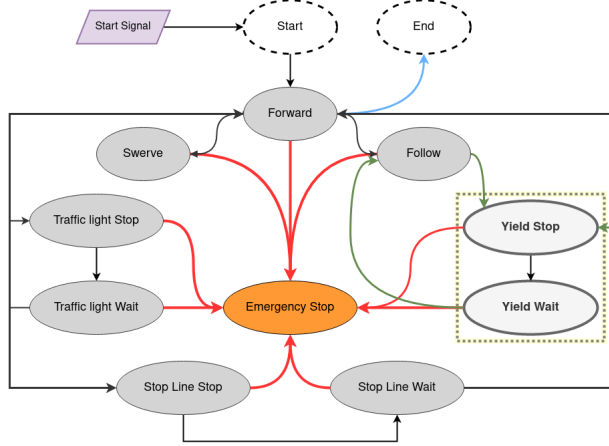 Start Signal
Start
End
Forward
Swerve
Follow
Traffic light Stop
Yield Stop
Traffic light Wait
Emergency Stop
Yield Wait
Stop Line Stop
Stop Line Wait